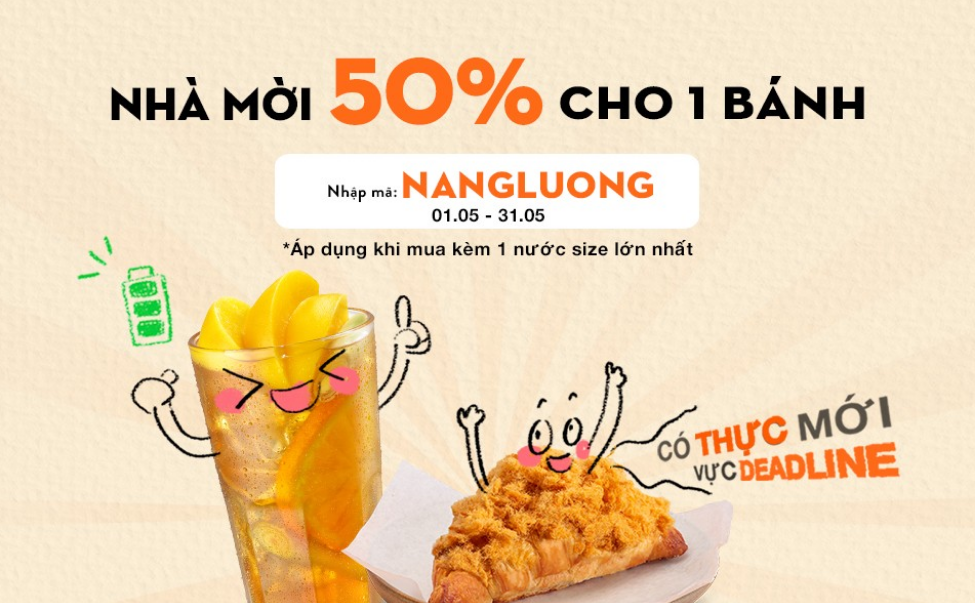 NHÀ MỜI 50% CHO 1 BÁNH
Nhập mã: NANGLUONG
01.05 - 31.05
*Áp dụng khi mua kèm 1 nước size lớn nhất
CÓ THỰC MỚI
VỰC DEADLINE